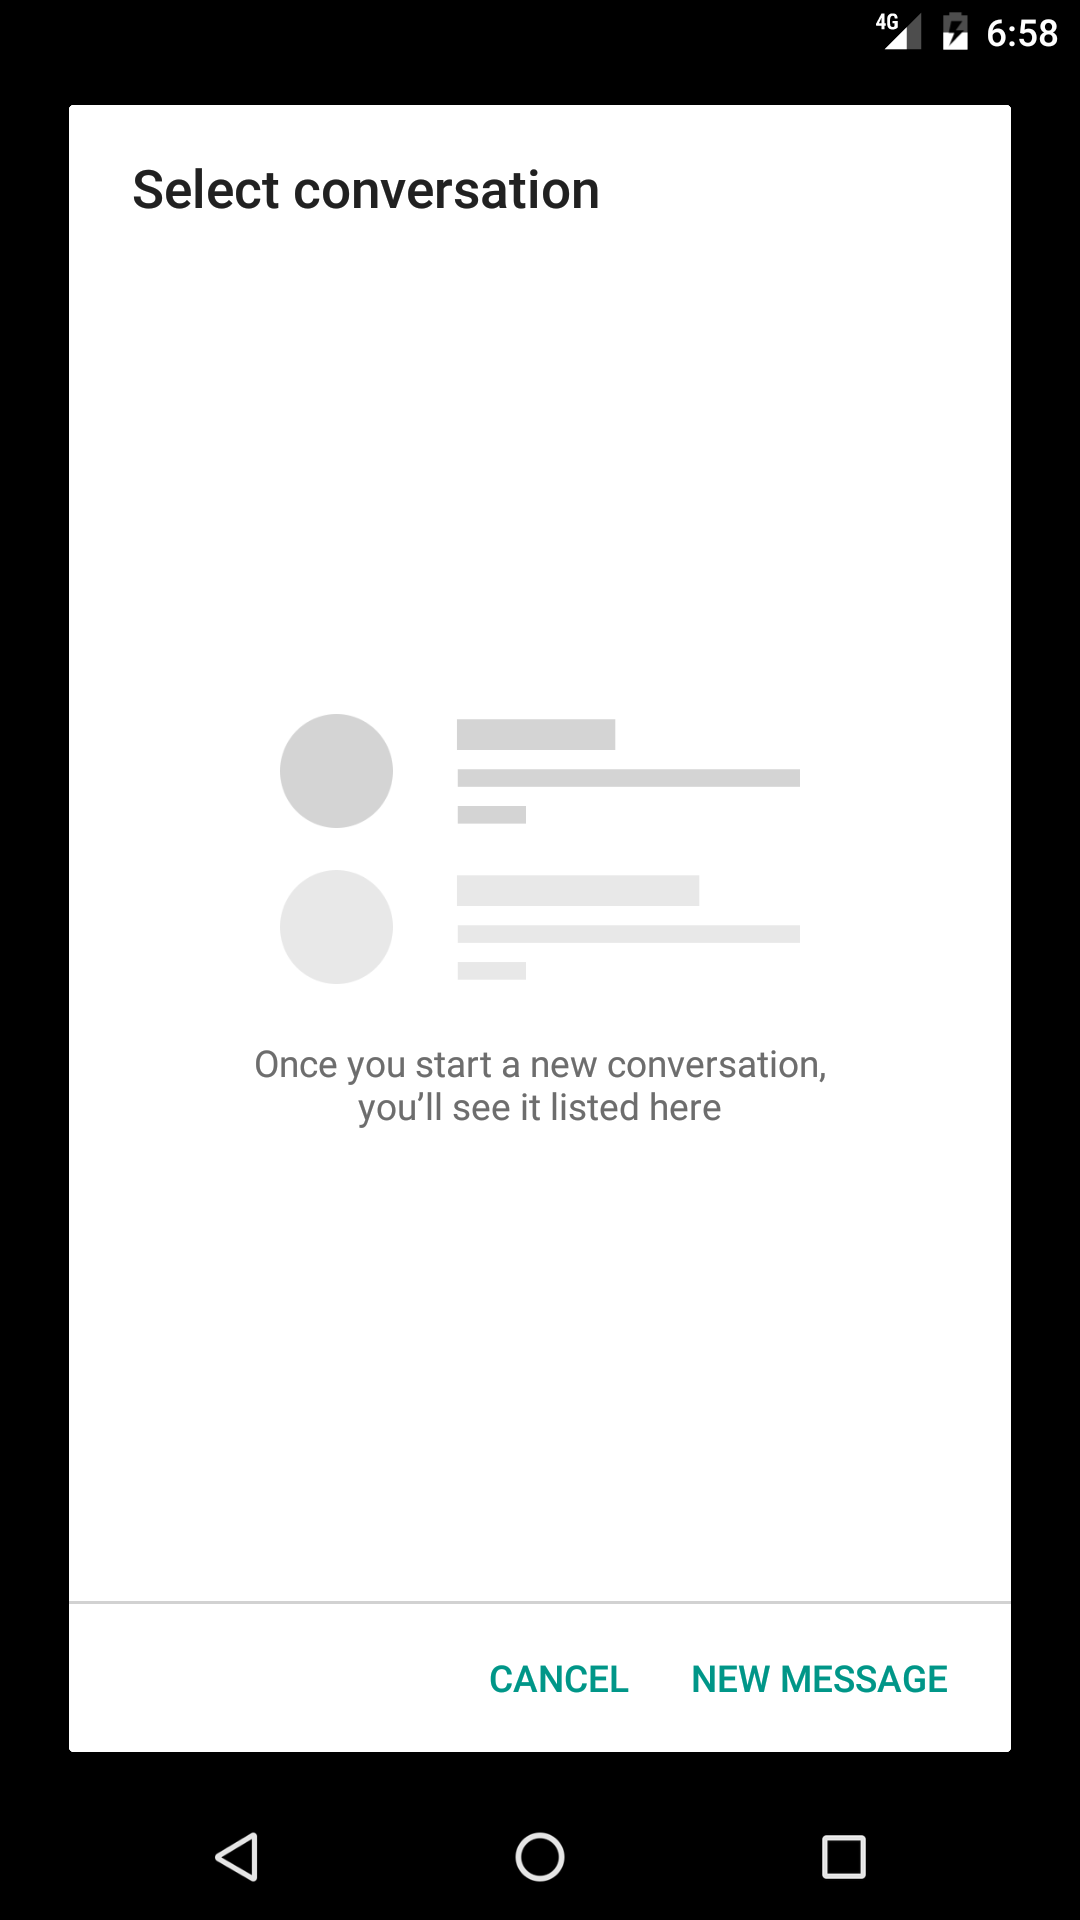 4G 6:58
Select conversation
Once you start a new conversation,
you’ll see it listed here
CANCEL NEW MESSAGE